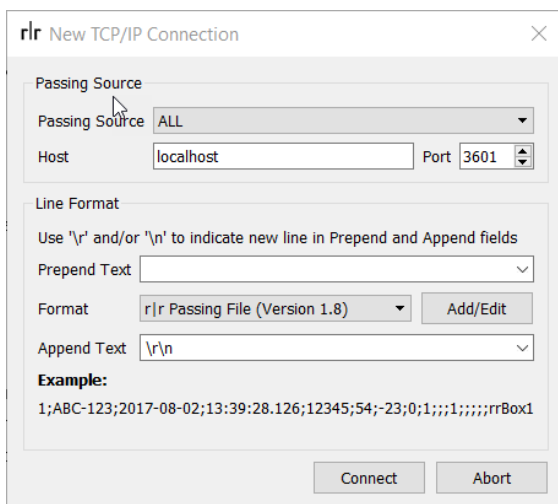 r|r New TCP/IP Connection
Passing Source
Passing Source ALL
Host localhost Port 3601
Line Format
Use '\r' and/or '\n' to indicate new line in Prepend and Append fields
Prepend Text
Format r|r Passing File (Version 1.8) Add/Edit
Append Text \r\n
Example:
1;ABC-123;2017-08-02;13:39:28.126;12345;54;-23;0;1;;;1;;;;;rrBox1
Connect Abort